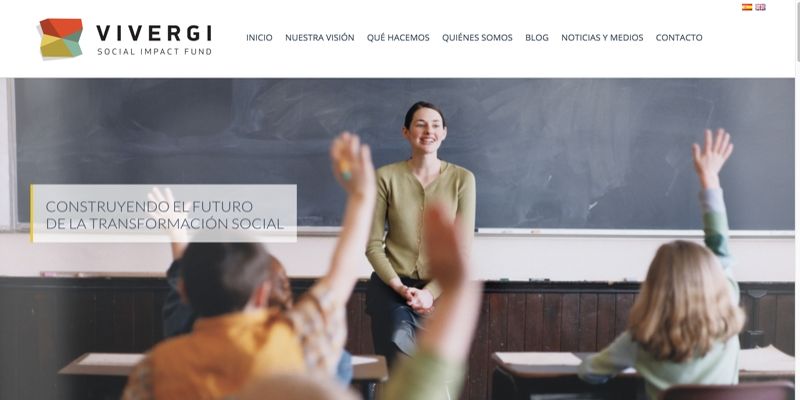 VIVERGI
SOCIAL IMPACT FUND
INICIO NUESTRA VISIÓN QUÉ HACEMOS QUIÉNES SOMOS BLOG NOTICIAS Y MEDIOS CONTACTO
CONSTRUYENDO EL FUTURO
DE LA TRANSFORMACIÓN SOCIAL